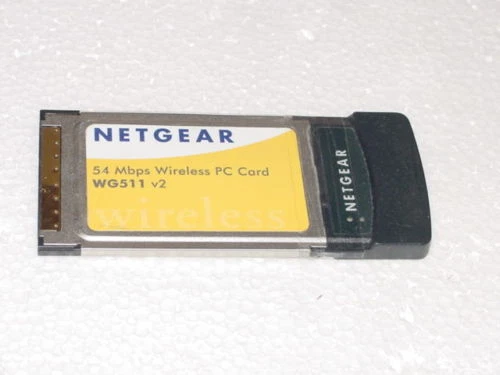 NETGEAR
54 Mbps Wireless PC Card
WG511 v2
wireless
NETGEAR